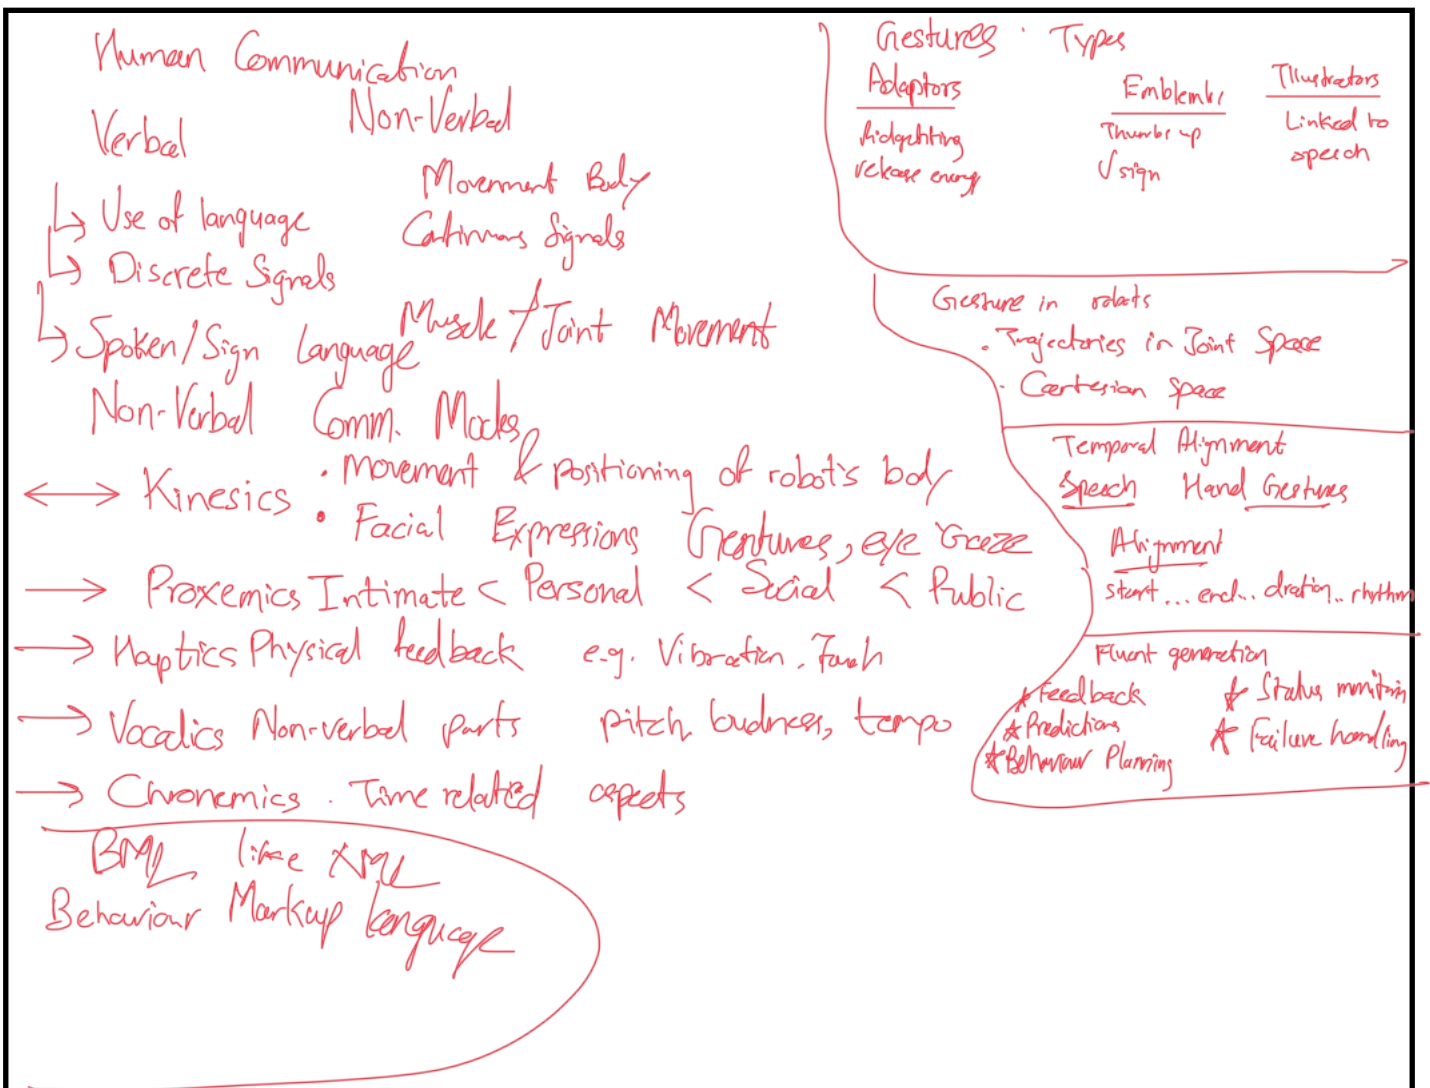 Human Communication
Verbal
Non-Verbal
Use of language
Discrete Signals
Spoken/Sign Language
Movement Body
Continuous Signals
Muscle / Joint Movement
Non-Verbal Comm. Modes
Kinesics • Movement & positioning of robot's body
• Facial Expressions Gestures, eye Gaze
Proxemics Intimate < Personal < Social < Public
Haptics Physical feedback e.g. Vibration, Touch
Vocalics Non-verbal parts pitch, loudness, tempo
Chronemics . Time related aspects
BML like XML
Behaviour Markup Language
Gestures . Types
Adaptors
Fidgetting
release energy
Emblems
Thumbs up
V sign
Illustrators
Linked to
speech
Gesture in robots
. Trajectories in Joint Space
. Cartesian Space
Temporal Alignment
Speech Hand Gestures
Alignment
start... end... dration.. rhythm
Fluent generation
* Feedback
* Predictions
* Behaviour Planning
* Status monitorin
* Failure handling